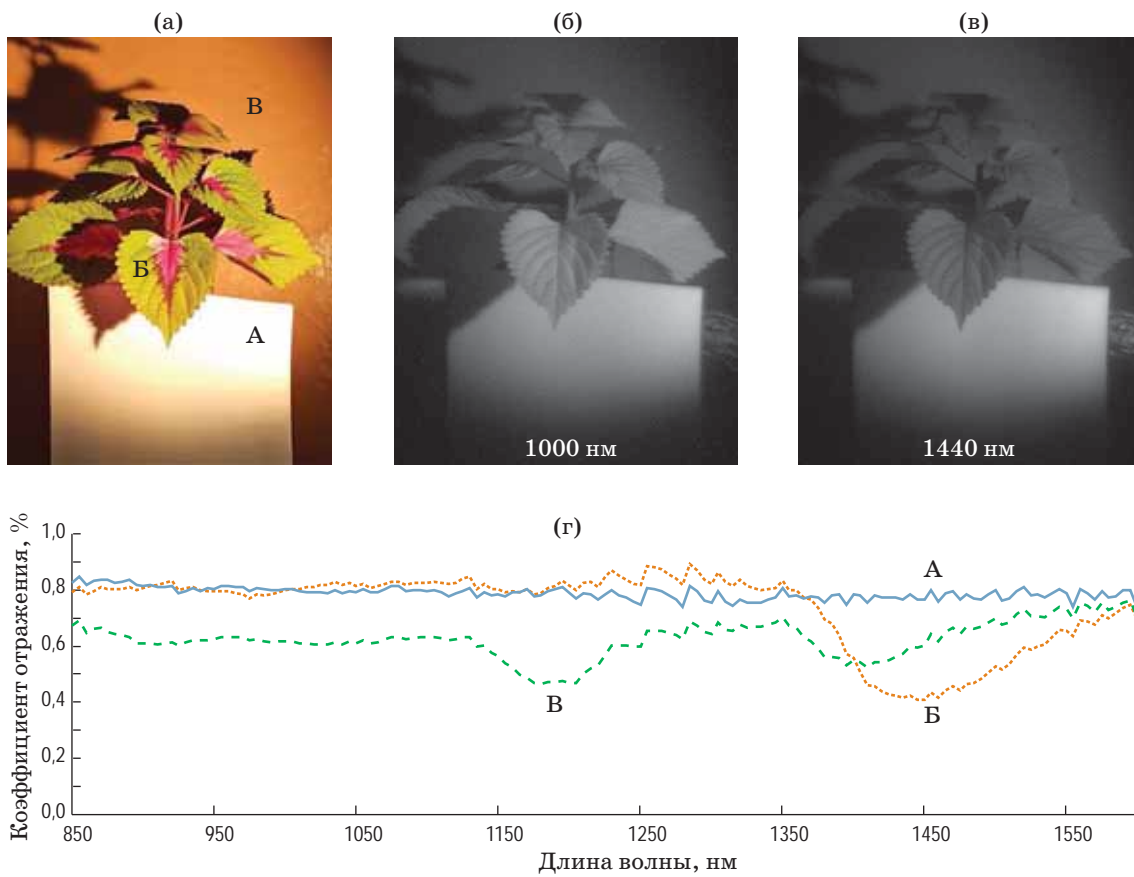 (а)
(б)
(в)
В
Б
А
1000 нм
1440 нм
(г)
Коэффициент отражения, %
1,0
0,8
0,6
0,4
0,2
0,0
А
В
Б
850
950
1050
1150
1250
1350
1450
1550
Длина волны, нм